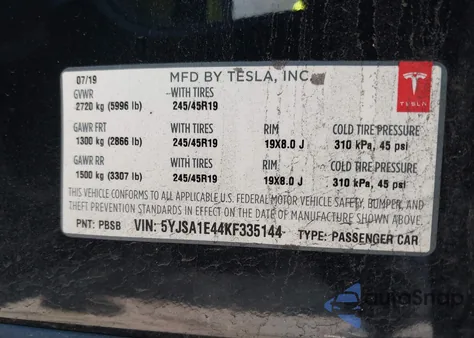 07/19
MFD BY TESLA, INC.
GVWR WITH TIRES
2720 kg (5996 lb) 245/45R19
TESLA
GAWR FRT WITH TIRES RIM COLD TIRE PRESSURE
1300 kg (2866 lb) 245/45R19 19X8.0 J 310 kPa, 45 psi
GAWR RR WITH TIRES RIM COLD TIRE PRESSURE
1500 kg (3307 lb) 245/45R19 19X8.0 J 310 kPa, 45 psi
THIS VEHICLE CONFORMS TO ALL APPLICABLE U.S. FEDERAL MOTOR VEHICLE SAFETY, BUMPER, AND
THEFT PREVENTION STANDARDS IN EFFECT ON THE DATE OF MANUFACTURE SHOWN ABOVE.
PNT: PBSB VIN: 5YJSA1E44KF335144 TYPE: PASSENGER CAR
autoSnap